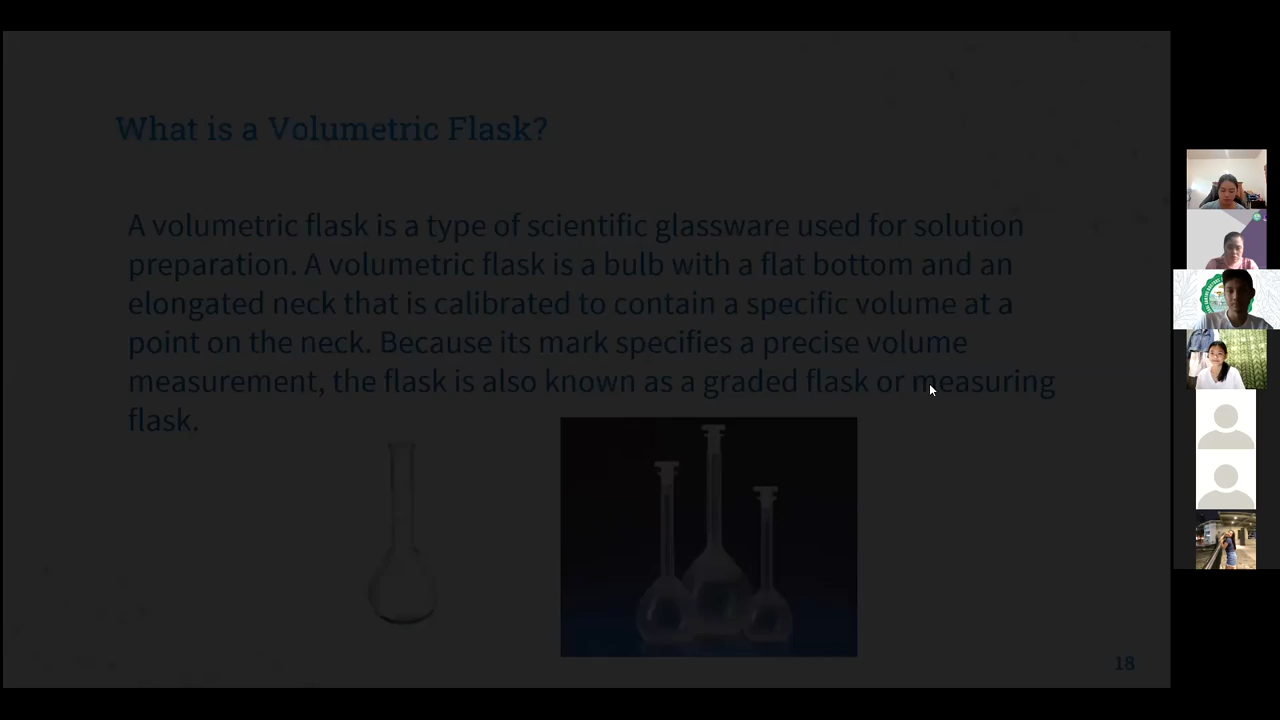 What is a Volumetric Flask?
A volumetric flask is a type of scientific glassware used for solution
preparation. A volumetric flask is a bulb with a flat bottom and an
elongated neck that is calibrated to contain a specific volume at a
point on the neck. Because its mark specifies a precise volume
measurement, the flask is also known as a graded flask or measuring
flask.
18